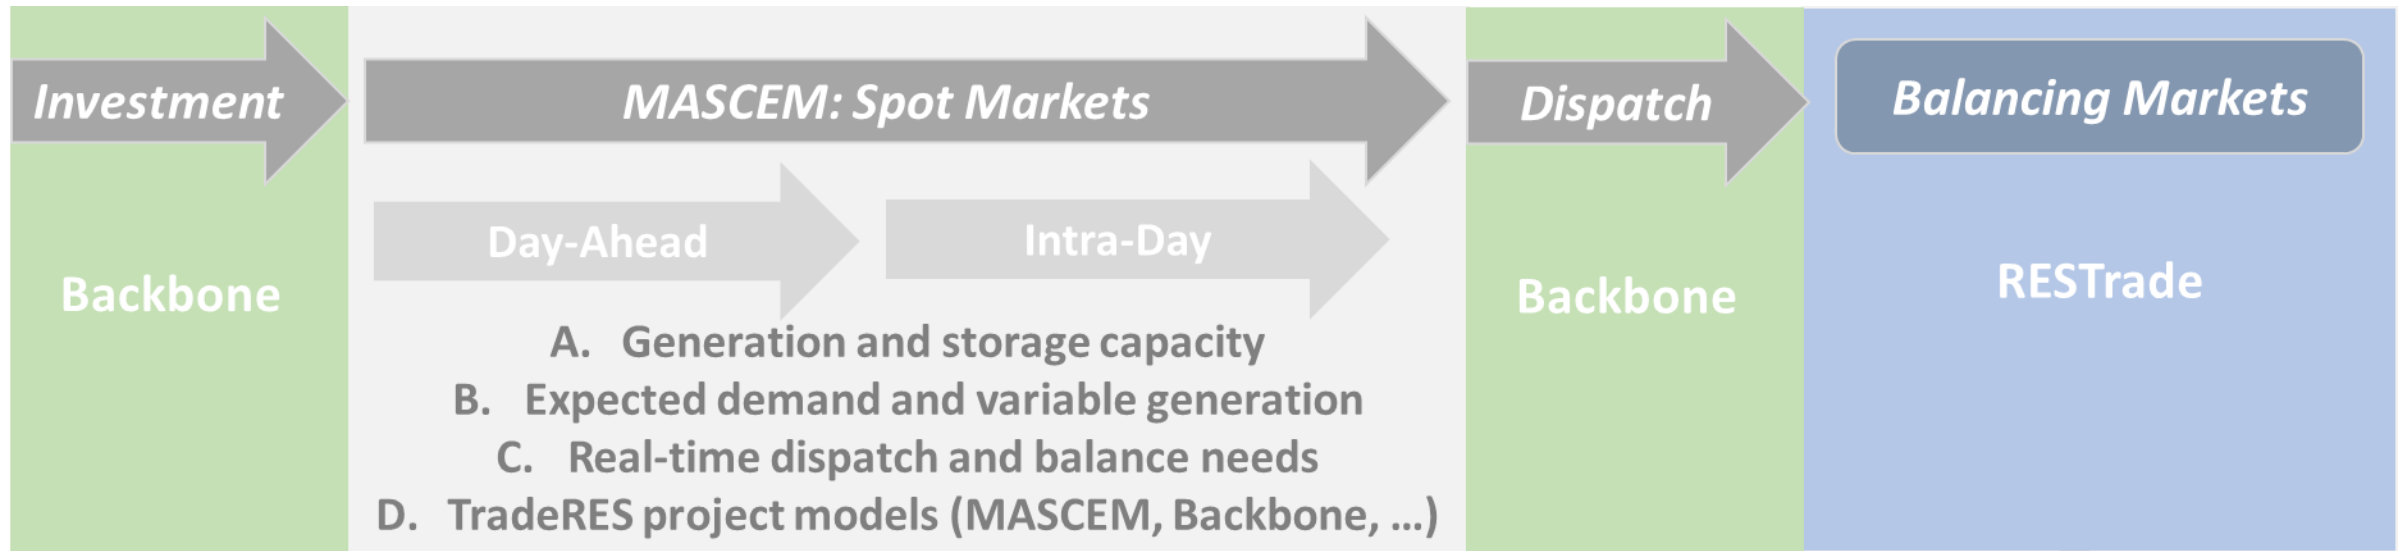 Investment
MASCEM: Spot Markets
Dispatch
Balancing Markets
Day-Ahead
Intra-Day
Backbone
Backbone
RESTrade
A. Generation and storage capacity
B. Expected demand and variable generation
C. Real-time dispatch and balance needs
D. TradeRES project models (MASCEM, Backbone, ...)